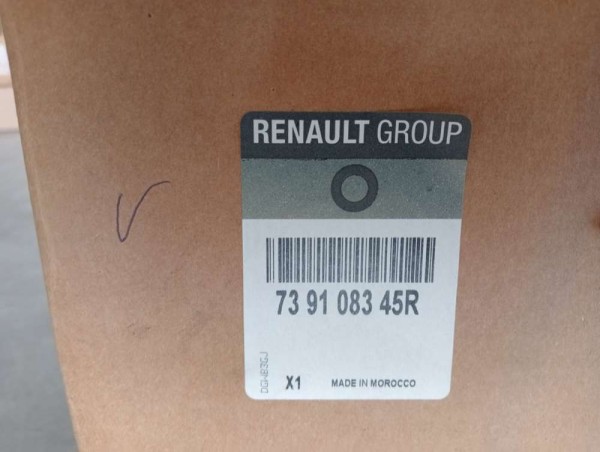 RENAULT GROUP
73 91 083 45R
X1 MADE IN MOROCCO